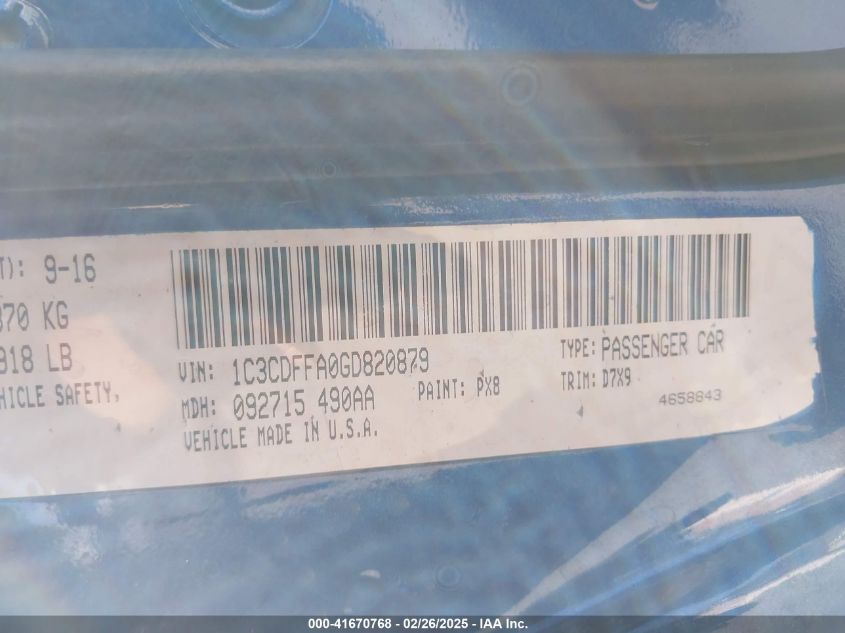 T): 9-16
870 KG
918 LB
HICLE SAFETY,
VIN: 1C3CDFFA0GD820879
TYPE: PASSENGER CAR
MDH: 092715 490AA
PAINT: PX8
TRIM: D7X9
VEHICLE MADE IN U.S.A.
4658643
000-41670768 - 02/26/2025 - IAA Inc.